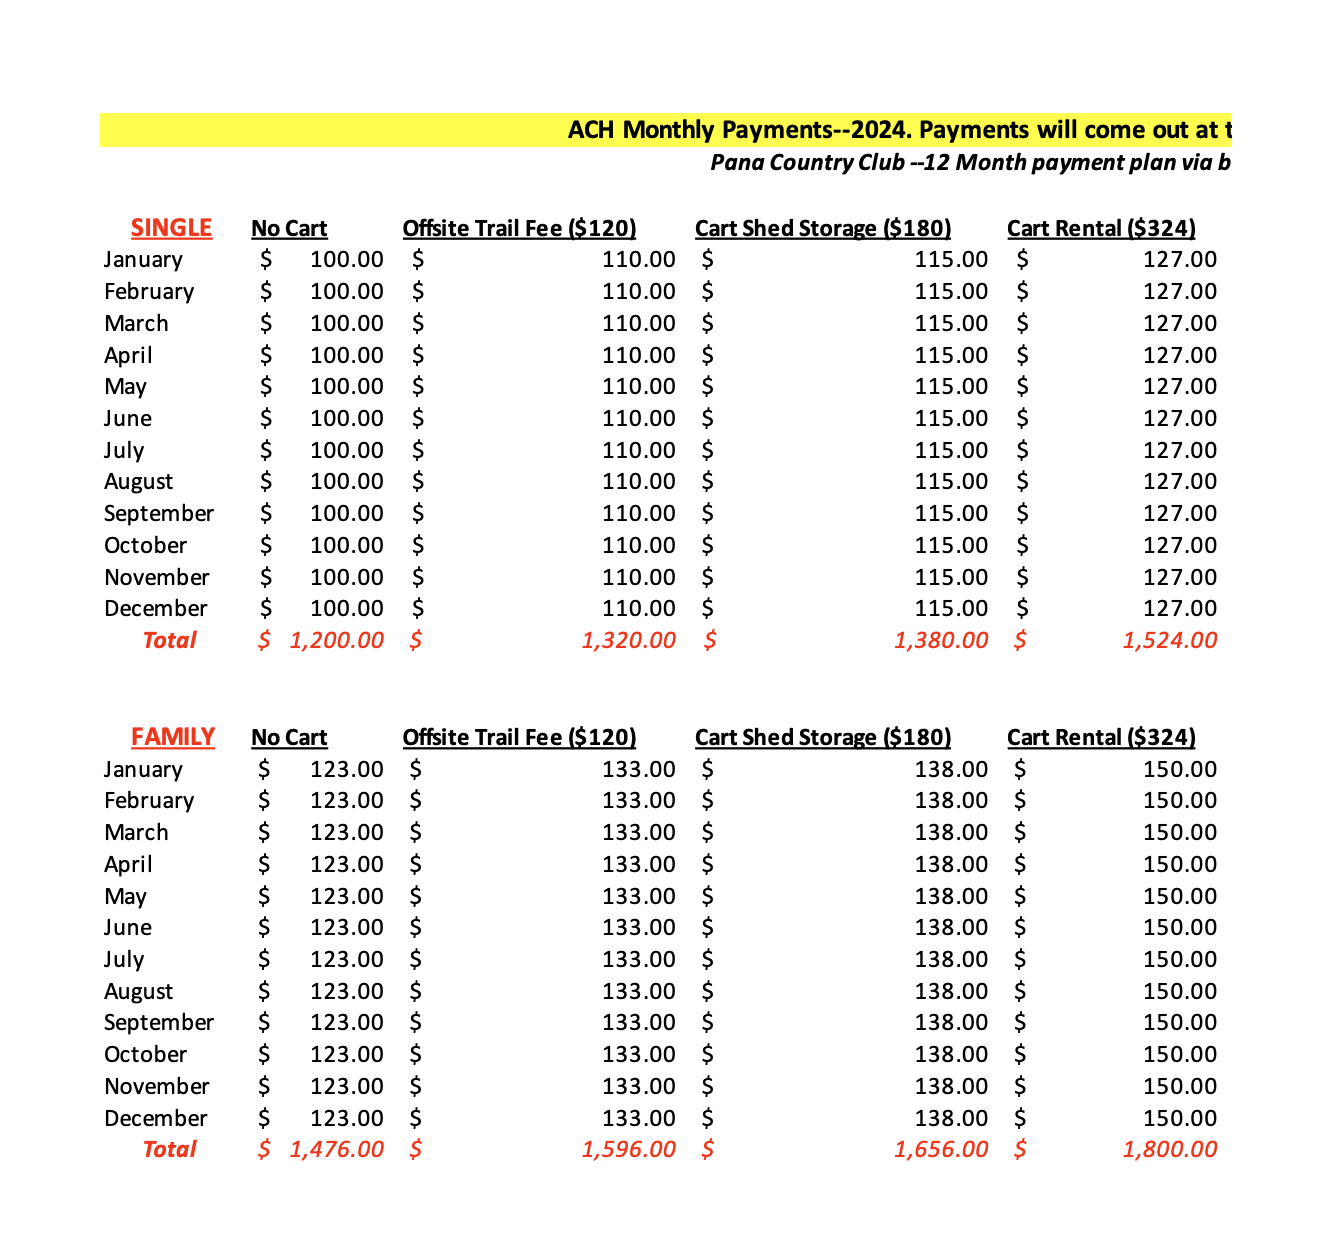 ACH Monthly Payments--2024. Payments will come out at t
Pana Country Club --12 Month payment plan via b
SINGLE No Cart Offsite Trail Fee ($120) Cart Shed Storage ($180) Cart Rental ($324)
January $ 100.00 $ 110.00 $ 115.00 $ 127.00
February $ 100.00 $ 110.00 $ 115.00 $ 127.00
March $ 100.00 $ 110.00 $ 115.00 $ 127.00
April $ 100.00 $ 110.00 $ 115.00 $ 127.00
May $ 100.00 $ 110.00 $ 115.00 $ 127.00
June $ 100.00 $ 110.00 $ 115.00 $ 127.00
July $ 100.00 $ 110.00 $ 115.00 $ 127.00
August $ 100.00 $ 110.00 $ 115.00 $ 127.00
September $ 100.00 $ 110.00 $ 115.00 $ 127.00
October $ 100.00 $ 110.00 $ 115.00 $ 127.00
November $ 100.00 $ 110.00 $ 115.00 $ 127.00
December $ 100.00 $ 110.00 $ 115.00 $ 127.00
Total $ 1,200.00 $ 1,320.00 $ 1,380.00 $ 1,524.00
FAMILY No Cart Offsite Trail Fee ($120) Cart Shed Storage ($180) Cart Rental ($324)
January $ 123.00 $ 133.00 $ 138.00 $ 150.00
February $ 123.00 $ 133.00 $ 138.00 $ 150.00
March $ 123.00 $ 133.00 $ 138.00 $ 150.00
April $ 123.00 $ 133.00 $ 138.00 $ 150.00
May $ 123.00 $ 133.00 $ 138.00 $ 150.00
June $ 123.00 $ 133.00 $ 138.00 $ 150.00
July $ 123.00 $ 133.00 $ 138.00 $ 150.00
August $ 123.00 $ 133.00 $ 138.00 $ 150.00
September $ 123.00 $ 133.00 $ 138.00 $ 150.00
October $ 123.00 $ 133.00 $ 138.00 $ 150.00
November $ 123.00 $ 133.00 $ 138.00 $ 150.00
December $ 123.00 $ 133.00 $ 138.00 $ 150.00
Total $ 1,476.00 $ 1,596.00 $ 1,656.00 $ 1,800.00